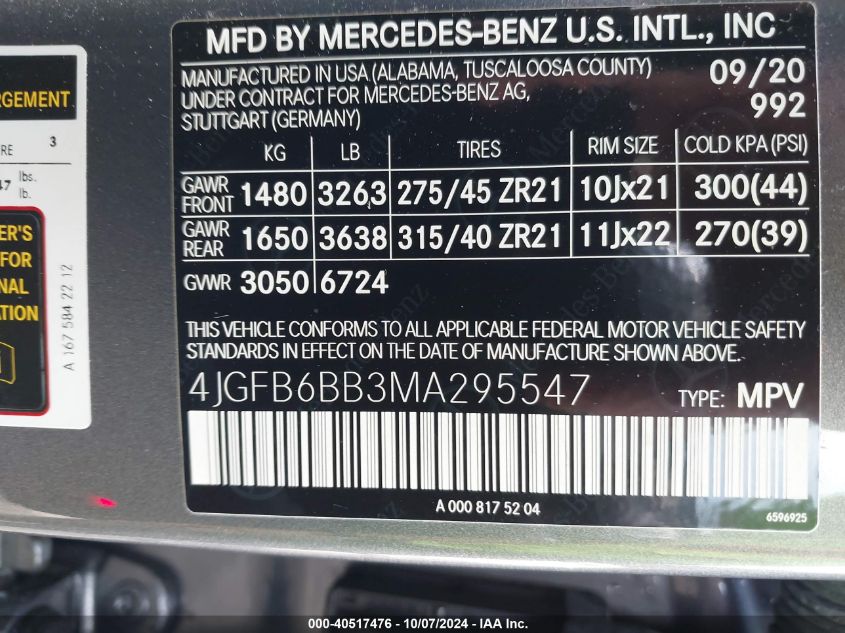 MFD BY MERCEDES-BENZ U.S. INTL., INC
MANUFACTURED IN USA (ALABAMA, TUSCALOOSA COUNTY) 09/20
UNDER CONTRACT FOR MERCEDES-BENZ AG, 992
STUTTGART (GERMANY)
KG LB TIRES RIM SIZE COLD KPA (PSI)
GAWR FRONT 1480 3263 275/45 ZR21 10Jx21 300(44)
GAWR REAR 1650 3638 315/40 ZR21 11Jx22 270(39)
GVWR 3050 6724
THIS VEHICLE CONFORMS TO ALL APPLICABLE FEDERAL MOTOR VEHICLE SAFETY
STANDARDS IN EFFECT ON THE DATE OF MANUFACTURE SHOWN ABOVE.
4JGFB6BB3MA295547 TYPE: MPV
A 000 817 52 04
6596925
RGEMENT
RE 3
47 lbs.
lb.
ER'S
FOR
NAL
ATION
A 167 584 22 12
000-40517476 - 10/07/2024 - IAA Inc.